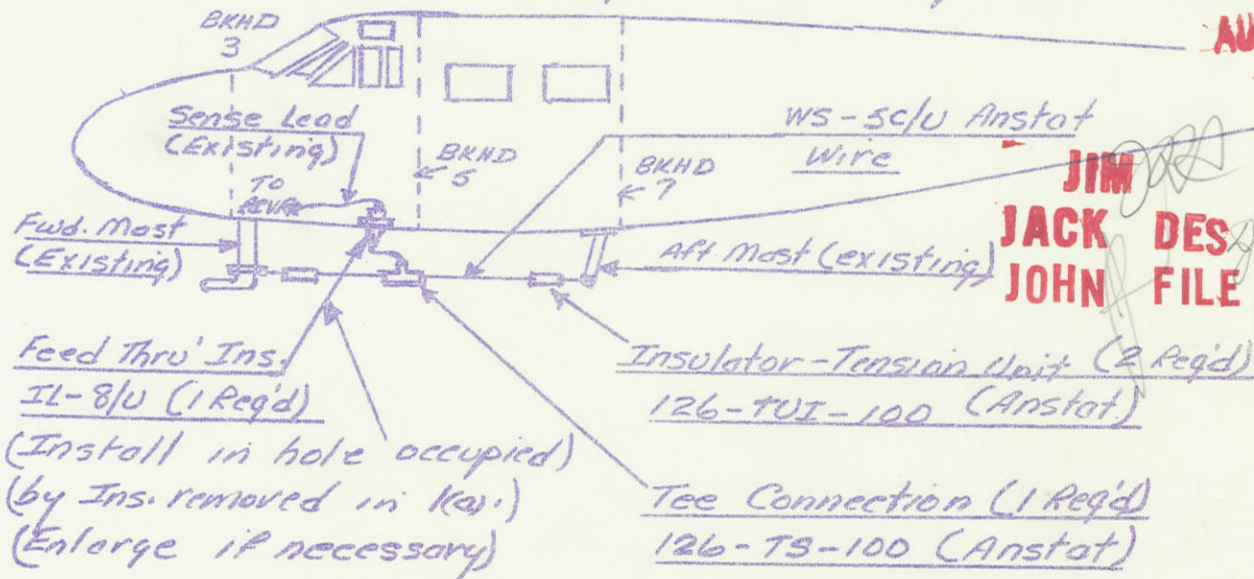 BKHD
3
AU
Sense Lead
(Existing)
WS-5C/U Anstat
Wire
BKHD
5
BKHD
7
TO
RCVR
JIM
JACK DES
JOHN FILE
Fwd. Mast
(Existing)
Aft Mast (existing)
Feed Thru' Ins.
IL-8/U (1 Req'd)
(Install in hole occupied)
(by Ins. removed in 1(a).)
(Enlarge if necessary)
Insulator-Tension Unit (2 Req'd)
126-TUI-100 (Anstat)
Tee Connection (1 Req'd)
126-TS-100 (Anstat)